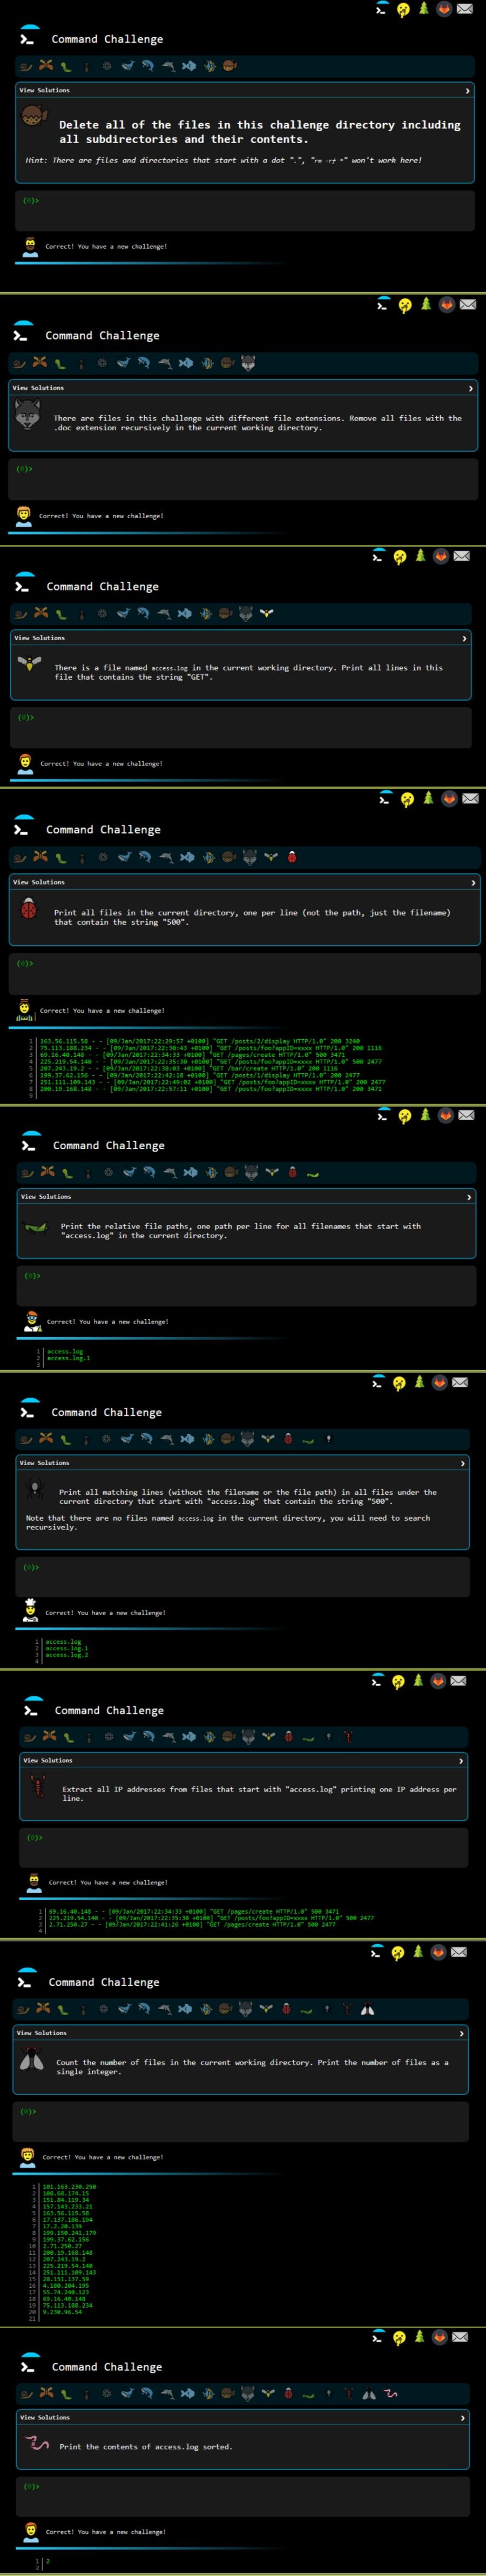 Command Challenge
View Solutions
Delete all of the files in this challenge directory including
all subdirectories and their contents.
Hint: There are files and directories that start with a dot ".", "rm -rf *" won't work here!
(0)>
Correct! You have a new challenge!
Command Challenge
View Solutions
There are files in this challenge with different file extensions. Remove all files with the
.doc extension recursively in the current working directory.
(0)>
Correct! You have a new challenge!
Command Challenge
View Solutions
There is a file named access.log in the current working directory. Print all lines in this
file that contains the string "GET".
(0)>
Correct! You have a new challenge!
Command Challenge
View Solutions
Print all files in the current directory, one per line (not the path, just the filename)
that contain the string "500".
(0)>
Correct! You have a new challenge!
1 163.56.115.58 - - [09/Jan/2017:22:29:57 +0100] "GET /posts/2/display HTTP/1.0" 200 3240
2 75.113.188.234 - - [09/Jan/2017:22:30:43 +0100] "GET /posts/foo?appID=xxxx HTTP/1.0" 200 1116
3 69.16.40.148 - - [09/Jan/2017:22:34:33 +0100] "GET /pages/create HTTP/1.0" 500 3471
4 225.219.54.140 - - [09/Jan/2017:22:35:30 +0100] "GET /posts/foo?appID=xxxx HTTP/1.0" 500 2477
5 207.243.19.2 - - [09/Jan/2017:22:38:03 +0100] "GET /bar/create HTTP/1.0" 200 1116
6 199.37.62.156 - - [09/Jan/2017:22:42:18 +0100] "GET /posts/1/display HTTP/1.0" 200 2477
7 251.111.109.143 - - [09/Jan/2017:22:49:02 +0100] "GET /posts/foo?appID=xxxx HTTP/1.0" 200 2477
8 200.19.168.148 - - [09/Jan/2017:22:57:11 +0100] "GET /posts/foo?appID=xxxx HTTP/1.0" 200 3471
9
Command Challenge
View Solutions
Print the relative file paths, one path per line for all filenames that start with
"access.log" in the current directory.
(0)>
Correct! You have a new challenge!
1 access.log
2 access.log.1
3
Command Challenge
View Solutions
Print all matching lines (without the filename or the file path) in all files under the
current directory that start with "access.log" that contain the string "500".
Note that there are no files named access.log in the current directory, you will need to search
recursively.
(0)>
Correct! You have a new challenge!
1 access.log
2 access.log.1
3 access.log.2
4
Command Challenge
View Solutions
Extract all IP addresses from files that start with "access.log" printing one IP address per
line.
(0)>
Correct! You have a new challenge!
1 69.16.40.148 - - [09/Jan/2017:22:34:33 +0100] "GET /pages/create HTTP/1.0" 500 3471
2 225.219.54.140 - - [09/Jan/2017:22:35:30 +0100] "GET /posts/foo?appID=xxxx HTTP/1.0" 500 2477
3 2.71.250.27 - - [09/Jan/2017:22:41:26 +0100] "GET /pages/create HTTP/1.0" 500 2477
4
Command Challenge
View Solutions
Count the number of files in the current working directory. Print the number of files as a
single integer.
(0)>
Correct! You have a new challenge!
1 101.163.230.250
2 108.68.174.15
3 151.84.119.34
4 157.143.233.21
5 163.56.115.58
6 17.137.186.194
7 17.2.20.139
8 199.150.241.179
9 199.37.62.156
10 2.71.250.27
11 200.19.168.148
12 207.243.19.2
13 225.219.54.140
14 251.111.109.143
15 28.151.137.59
16 4.180.204.195
17 55.74.240.123
18 69.16.40.148
19 75.113.188.234
20 9.230.96.54
21
Command Challenge
View Solutions
Print the contents of access.log sorted.
(0)>
Correct! You have a new challenge!
1 2
2